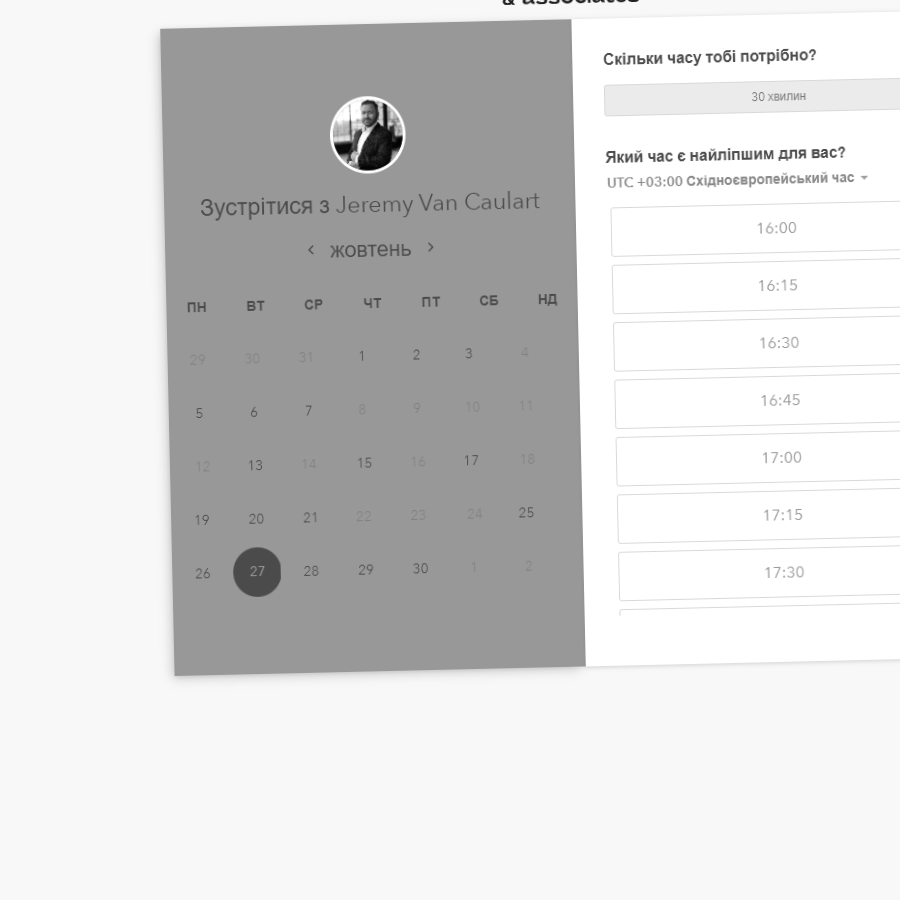 & associates
Зустрітися з Jeremy Van Caulart
жовтень
ПН ВТ СР ЧТ ПТ СБ НД
29 30 31 1 2 3 4
5 6 7 8 9 10 11
12 13 14 15 16 17 18
19 20 21 22 23 24 25
26 27 28 29 30 1 2
Скільки часу тобі потрібно?
30 хвилин
Який час є найліпшим для вас?
UTC +03:00 Східноєвропейський час
16:00
16:15
16:30
16:45
17:00
17:15
17:30